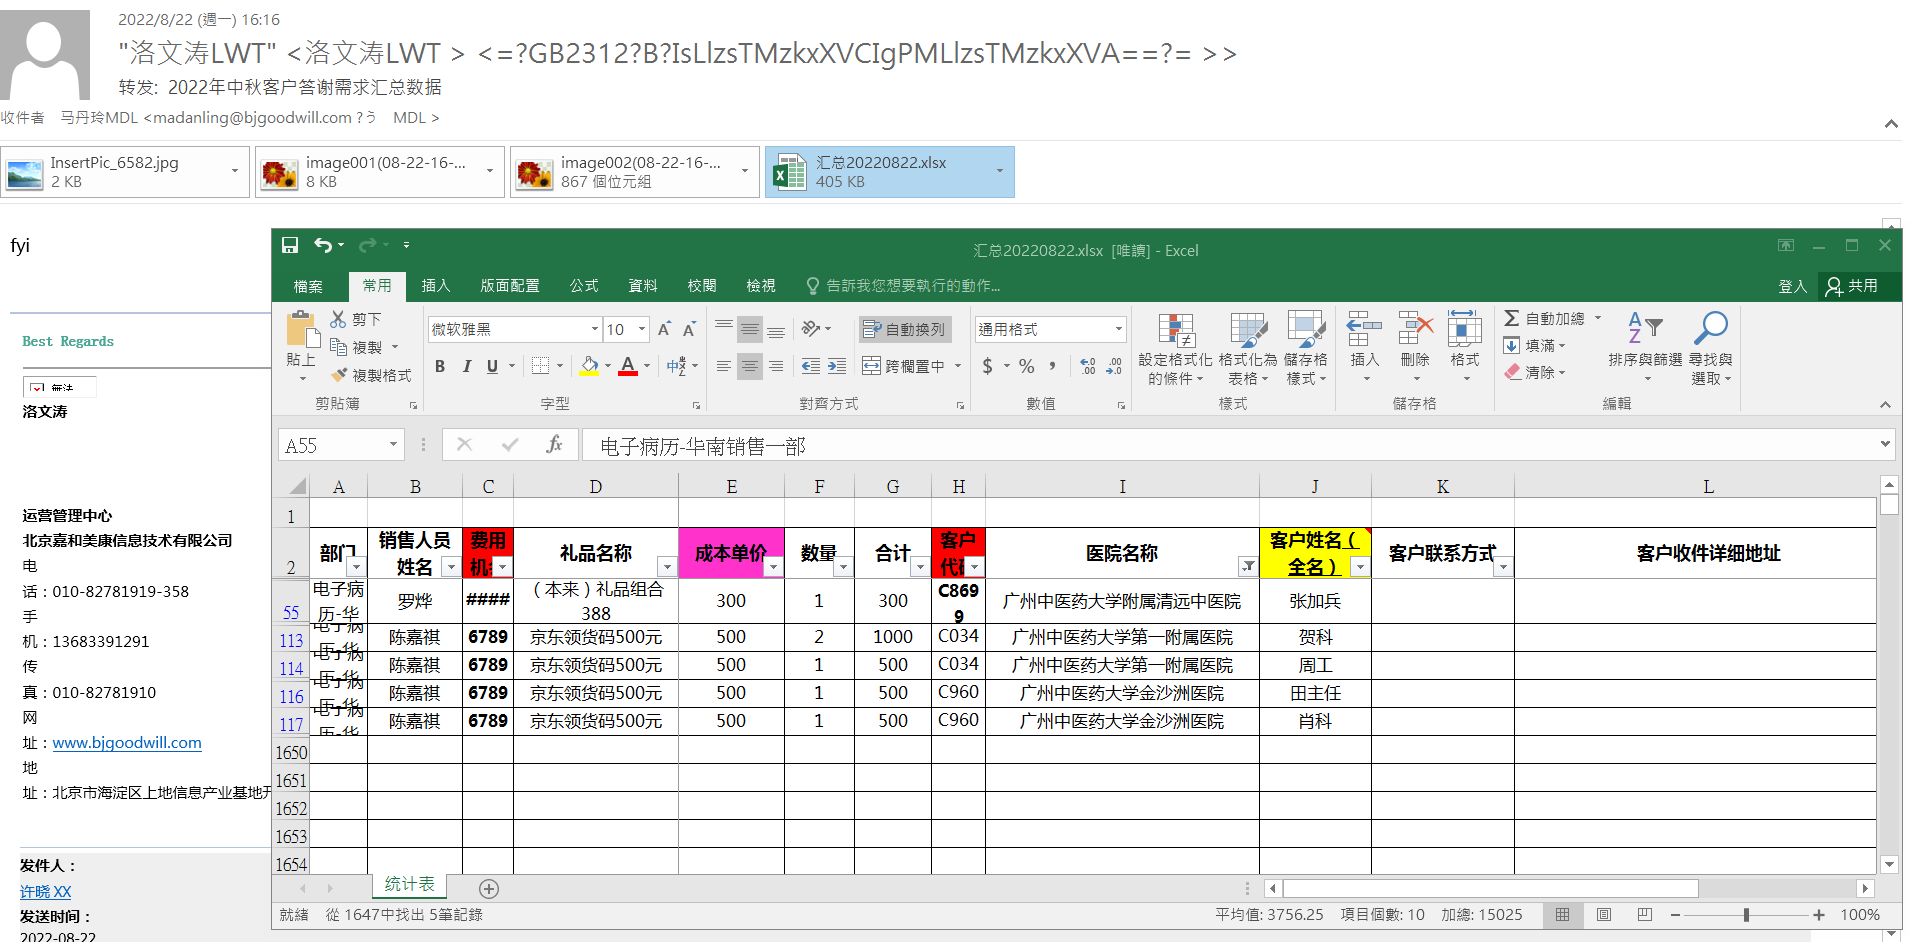 2022/8/22 (週一) 16:16
"洛文涛LWT" <洛文涛LWT > <=?GB2312?B?IsLlzsTMzkxXVCIgPMLlzsTMzkxXVA==?= >>
转发: 2022年中秋客户答谢需求汇总数据
收件者 马丹玲MDL <madanling@bjgoodwill.com ?う MDL >
InsertPic_6582.jpg
2 KB
image001(08-22-16-...
8 KB
image002(08-22-16-...
867 個位元組
汇总20220822.xlsx
405 KB
fyi
Best Regards
無法
洛文涛
运营管理中心
北京嘉和美康信息技术有限公司
电
话：010-82781919-358
手
机：13683391291
传
真：010-82781910
网
址：www.bjgoodwill.com
地
址：北京市海淀区上地信息产业基地开
发件人：
许晓 XX
发送时间：
2022-08-22
汇总20220822.xlsx [唯讀] - Excel
檔案 常用 插入 版面配置 公式 資料 校閱 檢視 告訴我您想要執行的動作... 登入 共用
貼上 剪下 複製 複製格式 剪貼簿
微软雅黑 10 B I U A 中 字型
自動換列 跨欄置中 對齊方式
通用格式 $ % , 數值
設定格式化的條件 格式化為表格 儲存格樣式 樣式
插入 刪除 格式 儲存格
自動加總 填滿 清除 排序與篩選 尋找與選取 編輯
A55 fx 电子病历-华南销售一部
A B C D E F G H I J K L
1
2 部门 销售人员姓名 费用机 礼品名称 成本单价 数量 合计 客户代码 医院名称 客户姓名（全名） 客户联系方式 客户收件详细地址
55 电子病历-华 罗烨 #### （本来）礼品组合388 300 1 300 C8699 广州中医药大学附属清远中医院 张加兵
113 电子病历-华 陈嘉祺 6789 京东领货码500元 500 2 1000 C034 广州中医药大学第一附属医院 贺科
114 电子病历-华 陈嘉祺 6789 京东领货码500元 500 1 500 C034 广州中医药大学第一附属医院 周工
116 电子病历-华 陈嘉祺 6789 京东领货码500元 500 1 500 C960 广州中医药大学金沙洲医院 田主任
117 电子病历-华 陈嘉祺 6789 京东领货码500元 500 1 500 C960 广州中医药大学金沙洲医院 肖科
1650
1651
1652
1653
1654
统计表
就緒 從 1647中找出 5筆記錄 平均值: 3756.25 項目個數: 10 加總: 15025 100%